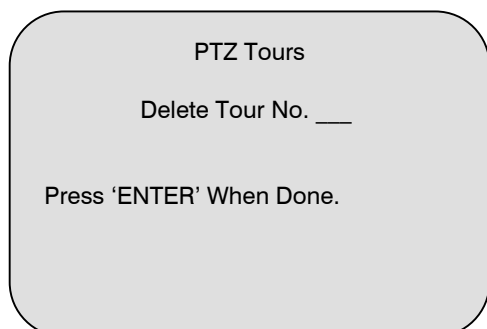 PTZ Tours
Delete Tour No. ___
Press ‘ENTER’ When Done.